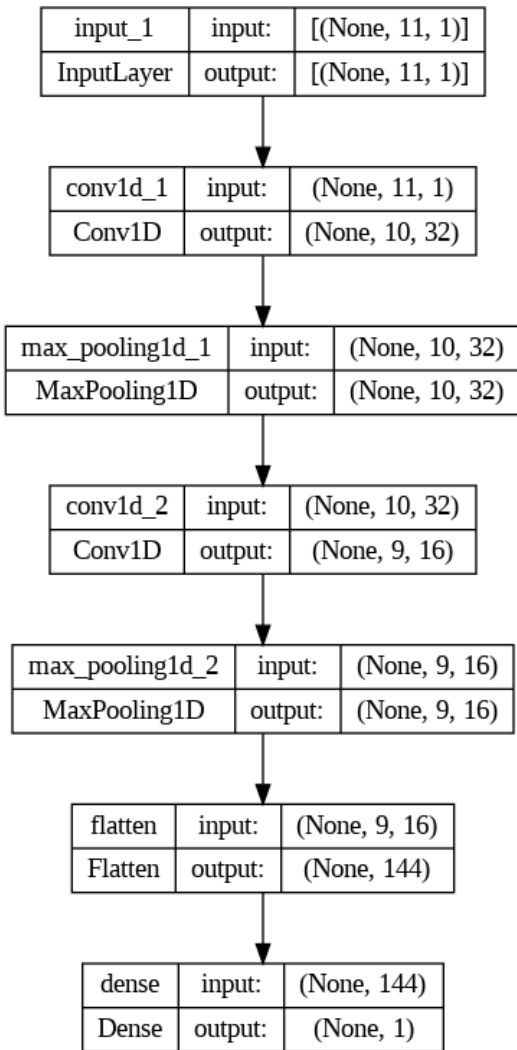 input_1 input: [(None, 11, 1)]
InputLayer output: [(None, 11, 1)]
conv1d_1 input: (None, 11, 1)
Conv1D output: (None, 10, 32)
max_pooling1d_1 input: (None, 10, 32)
MaxPooling1D output: (None, 10, 32)
conv1d_2 input: (None, 10, 32)
Conv1D output: (None, 9, 16)
max_pooling1d_2 input: (None, 9, 16)
MaxPooling1D output: (None, 9, 16)
flatten input: (None, 9, 16)
Flatten output: (None, 144)
dense input: (None, 144)
Dense output: (None, 1)